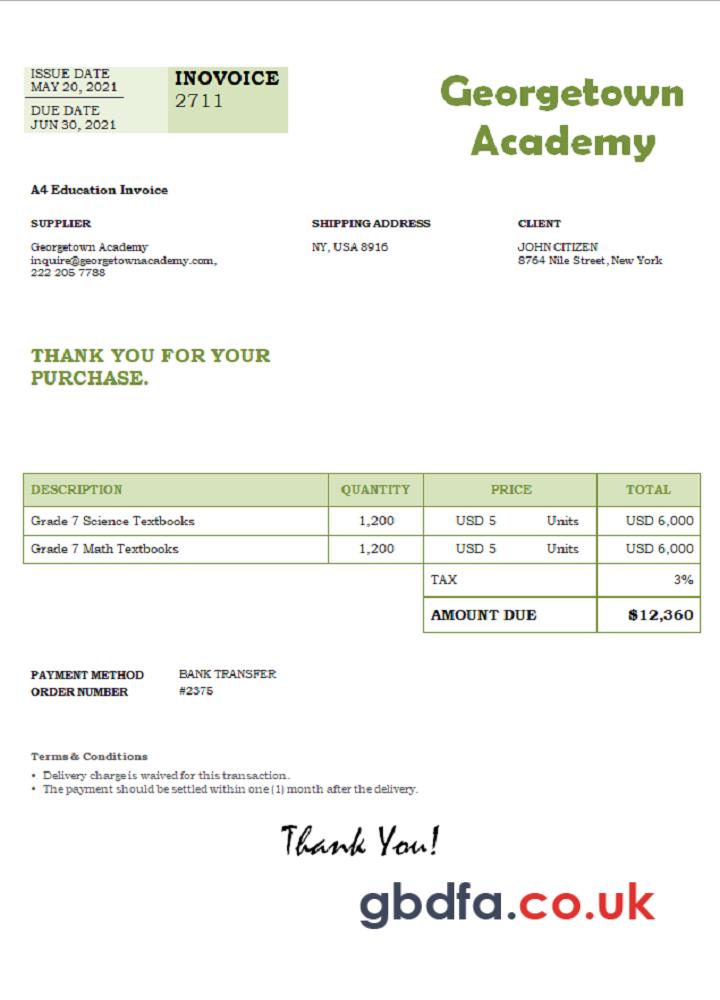 ISSUE DATE
MAY 20, 2021
DUE DATE
JUN 30, 2021
INOVOICE
2711
Georgetown
Academy
A4 Education Invoice
SUPPLIER
Georgetown Academy
inquire@georgetownacademy.com,
222 205 7788
SHIPPING ADDRESS
NY, USA 8916
CLIENT
JOHN CITIZEN
8764 Nile Street, New York
THANK YOU FOR YOUR
PURCHASE.
DESCRIPTION QUANTITY PRICE TOTAL
Grade 7 Science Textbooks 1,200 USD 5 Units USD 6,000
Grade 7 Math Textbooks 1,200 USD 5 Units USD 6,000
TAX 3%
AMOUNT DUE $12,360
PAYMENT METHOD BANK TRANSFER
ORDER NUMBER #2375
Terms & Conditions
• Delivery charge is waived for this transaction.
• The payment should be settled within one (1) month after the delivery.
Thank You!
gbdfa.co.uk